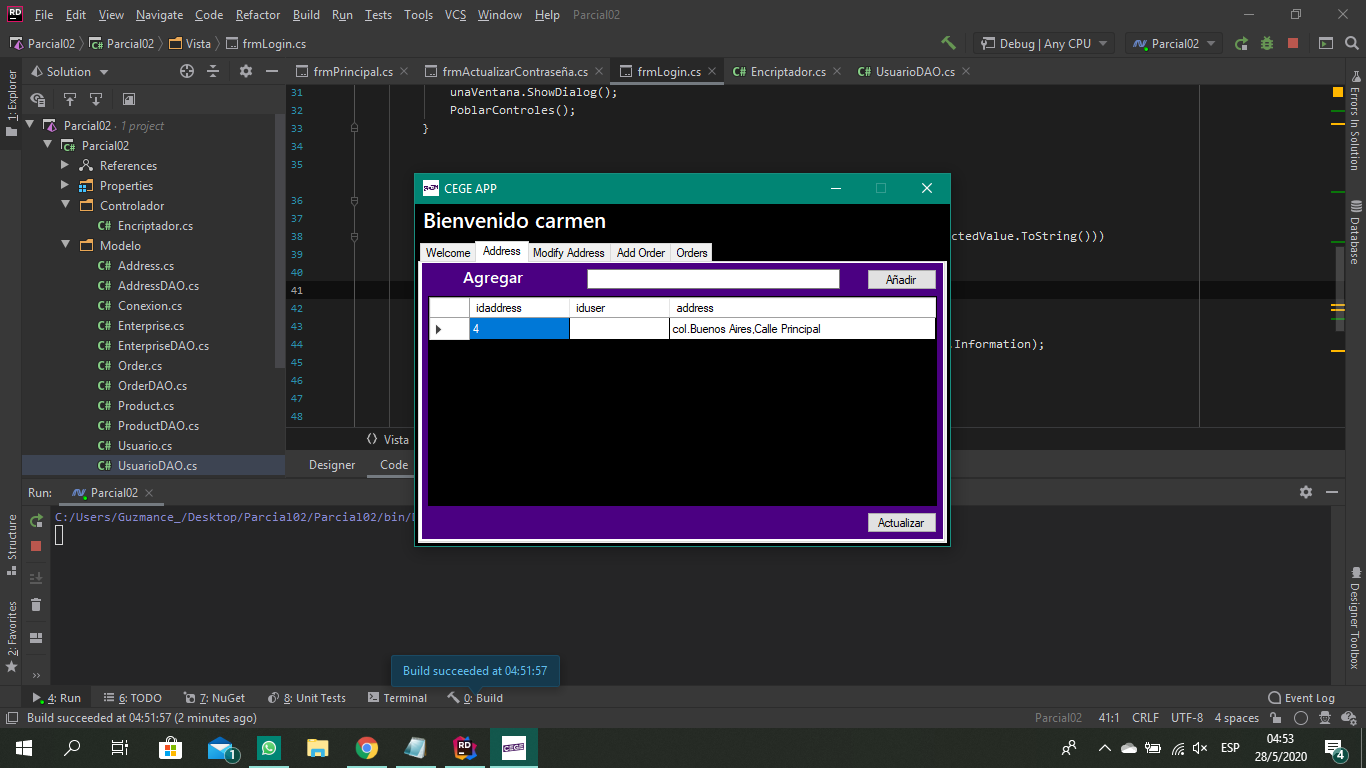 File Edit View Navigate Code Refactor Build Run Tests Tools VCS Window Help Parcial02
Parcial02 Parcial02 Vista frmLogin.cs Debug | Any CPU Parcial02
Solution frmPrincipal.cs frmActualizarContraseña.cs frmLogin.cs Encriptador.cs UsuarioDAO.cs
1: Explorer
Parcial02 · 1 project
Parcial02
References
Properties
Controlador
Encriptador.cs
Modelo
Address.cs
AddressDAO.cs
Conexion.cs
Enterprise.cs
EnterpriseDAO.cs
Order.cs
OrderDAO.cs
Product.cs
ProductDAO.cs
Usuario.cs
UsuarioDAO.cs
31 unaVentana.ShowDialog();
32 PoblarControles();
33 }
34
35
36
37
38 ctedValue.ToString()))
39
40
41
42
43
44 .Information);
45
46
47
48
Vista
Designer Code
CEGE APP
Bienvenido carmen
Welcome Address Modify Address Add Order Orders
Agregar Añadir
idaddress iduser address
4 col.Buenos Aires,Calle Principal
Actualizar
Errors In Solution
Database
Designer Toolbox
Run: Parcial02
C:/Users/Guzmance_/Desktop/Parcial02/Parcial02/bin/
Structure
2: Favorites
Build succeeded at 04:51:57
4: Run 6: TODO 7: NuGet 8: Unit Tests Terminal 0: Build Event Log
Build succeeded at 04:51:57 (2 minutes ago) Parcial02 41:1 CRLF UTF-8 4 spaces
1 RD CEGE ESP 04:53
28/5/2020 4